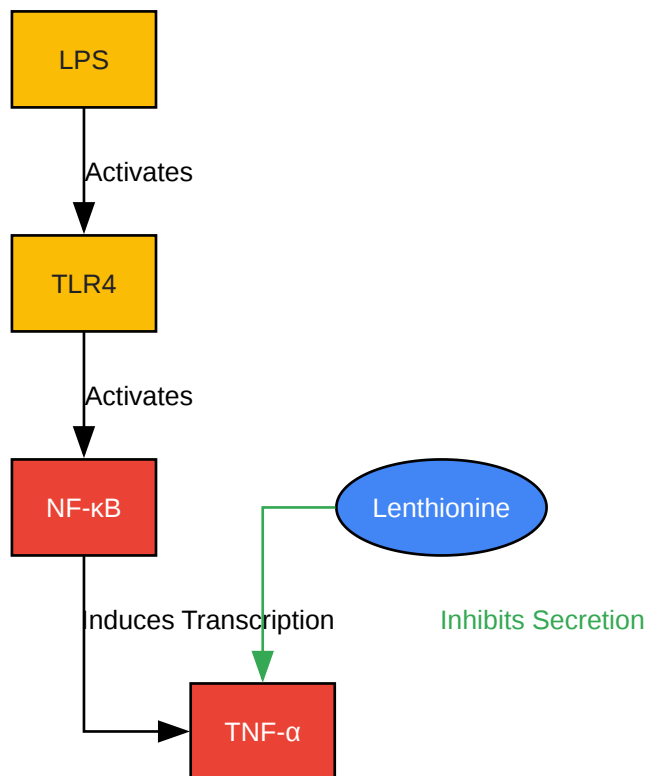 LPS
Activates
TLR4
Activates
NF-κB
Lenthionine
Induces Transcription
Inhibits Secretion
TNF-α